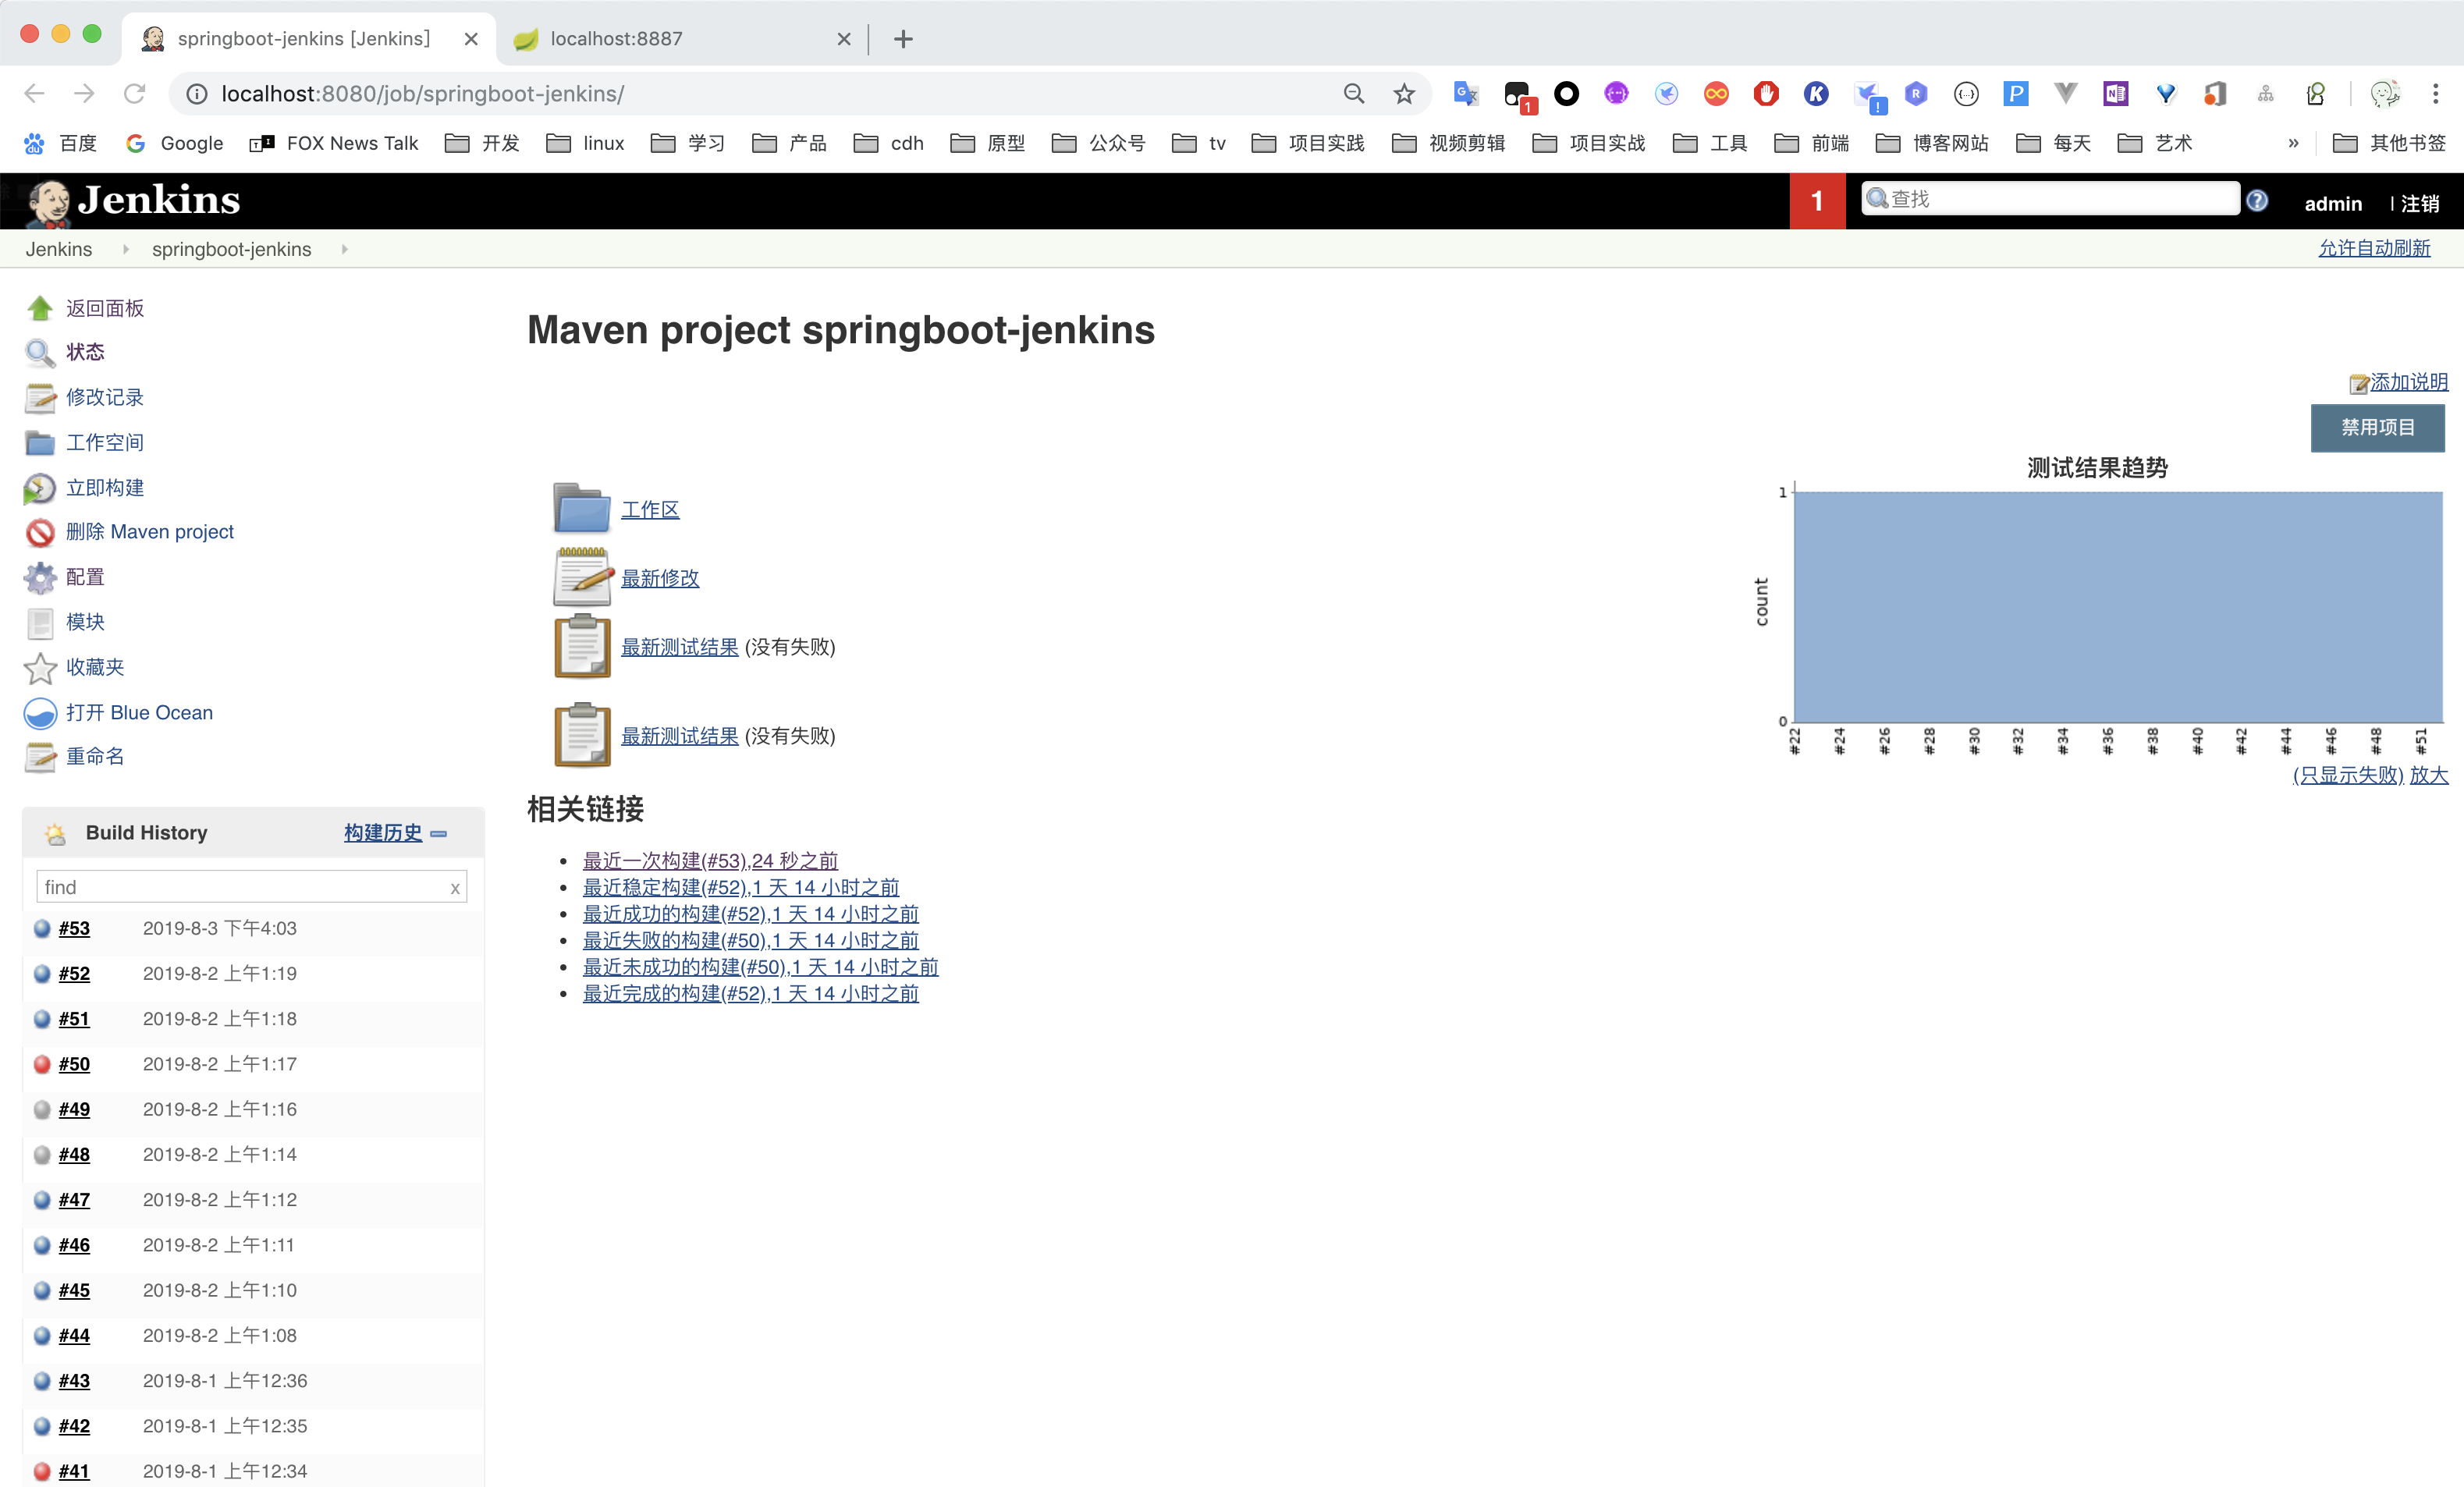 springboot-jenkins [Jenkins]
localhost:8887
localhost:8080/job/springboot-jenkins/
1
百度 Google FOX News Talk 开发 linux 学习 产品 cdh 原型 公众号 tv 项目实践 视频剪辑 项目实战 工具 前端 博客网站 每天 艺术 » 其他书签
Jenkins 1 查找 admin | 注销
Jenkins springboot-jenkins 允许自动刷新
返回面板
状态
修改记录
工作空间
立即构建
删除 Maven project
配置
模块
收藏夹
打开 Blue Ocean
重命名
Build History 构建历史
find x
#53 2019-8-3 下午4:03
#52 2019-8-2 上午1:19
#51 2019-8-2 上午1:18
#50 2019-8-2 上午1:17
#49 2019-8-2 上午1:16
#48 2019-8-2 上午1:14
#47 2019-8-2 上午1:12
#46 2019-8-2 上午1:11
#45 2019-8-2 上午1:10
#44 2019-8-2 上午1:08
#43 2019-8-1 上午12:36
#42 2019-8-1 上午12:35
#41 2019-8-1 上午12:34
Maven project springboot-jenkins
添加说明
禁用项目
工作区
最新修改
最新测试结果 (没有失败)
最新测试结果 (没有失败)
相关链接
最近一次构建(#53),24 秒之前
最近稳定构建(#52),1 天 14 小时之前
最近成功的构建(#52),1 天 14 小时之前
最近失败的构建(#50),1 天 14 小时之前
最近未成功的构建(#50),1 天 14 小时之前
最近完成的构建(#52),1 天 14 小时之前
测试结果趋势
1
count
0
#22 #24 #26 #28 #30 #32 #34 #36 #38 #40 #42 #44 #46 #48 #51
(只显示失败) 放大